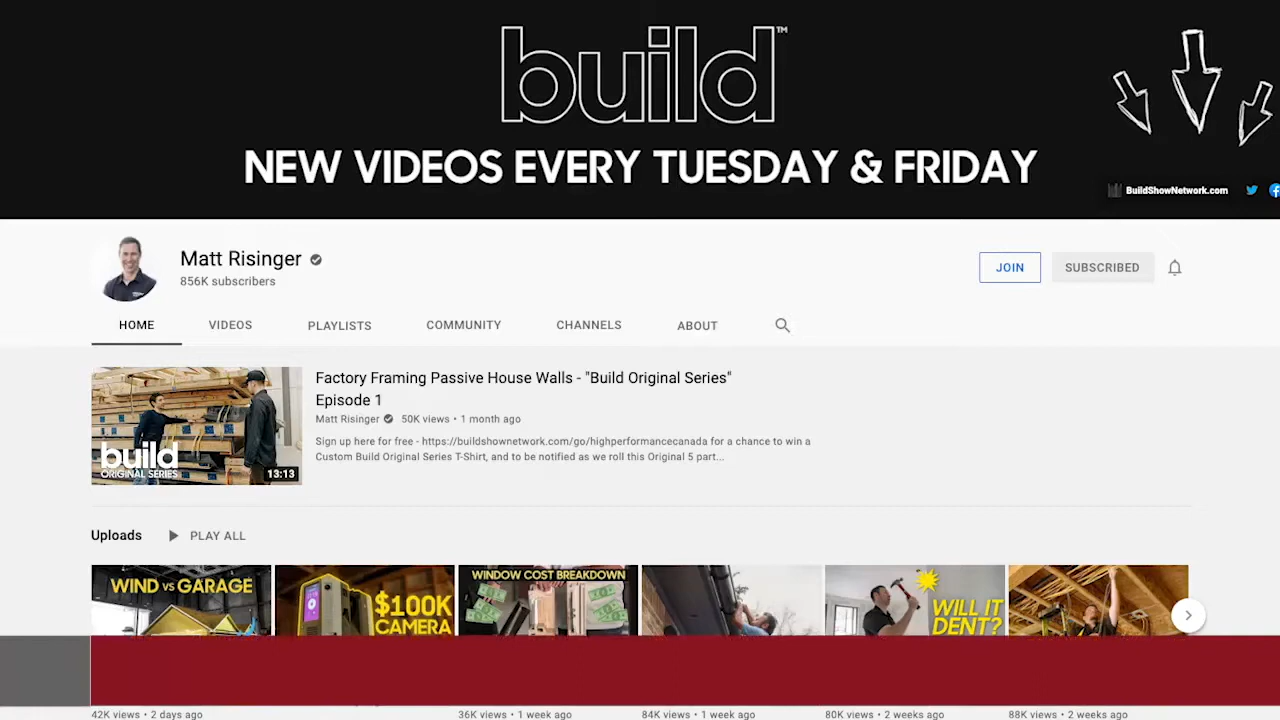 build™
NEW VIDEOS EVERY TUESDAY & FRIDAY
BuildShowNetwork.com
Matt Risinger
856K subscribers
JOIN
SUBSCRIBED
HOME
VIDEOS
PLAYLISTS
COMMUNITY
CHANNELS
ABOUT
Factory Framing Passive House Walls - "Build Original Series"
Episode 1
Matt Risinger 50K views • 1 month ago
Sign up here for free - https://buildshownetwork.com/go/highperformancecanada for a chance to win a
Custom Build Original Series T-Shirt, and to be notified as we roll this Original 5 part...
build
ORIGINAL SERIES
13:13
Uploads
PLAY ALL
WIND vs GARAGE
$100K
CAMERA
WINDOW COST BREAKDOWN
WILL IT
DENT?
42K views • 2 days ago
36K views • 1 week ago
84K views • 1 week ago
80K views • 2 weeks ago
88K views • 2 weeks ago